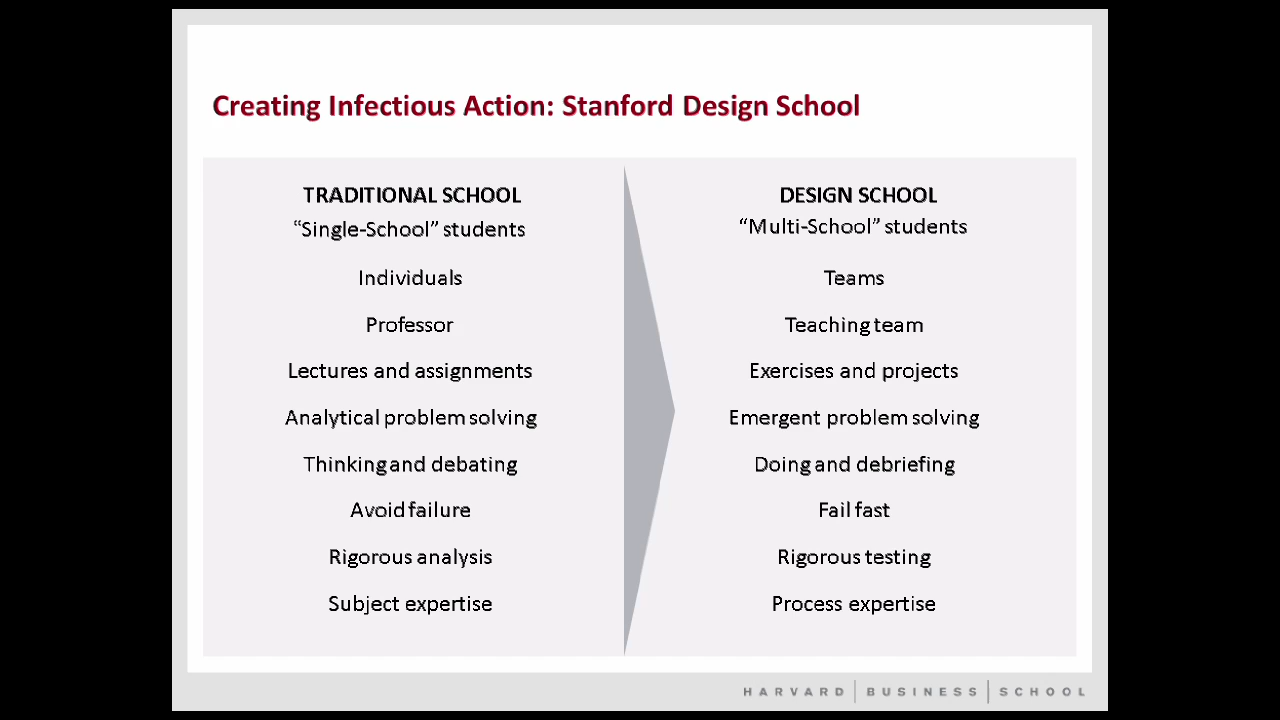 Creating Infectious Action: Stanford Design School
TRADITIONAL SCHOOL
“Single-School” students
Individuals
Professor
Lectures and assignments
Analytical problem solving
Thinking and debating
Avoid failure
Rigorous analysis
Subject expertise
DESIGN SCHOOL
“Multi-School” students
Teams
Teaching team
Exercises and projects
Emergent problem solving
Doing and debriefing
Fail fast
Rigorous testing
Process expertise
HARVARD | BUSINESS | SCHOOL